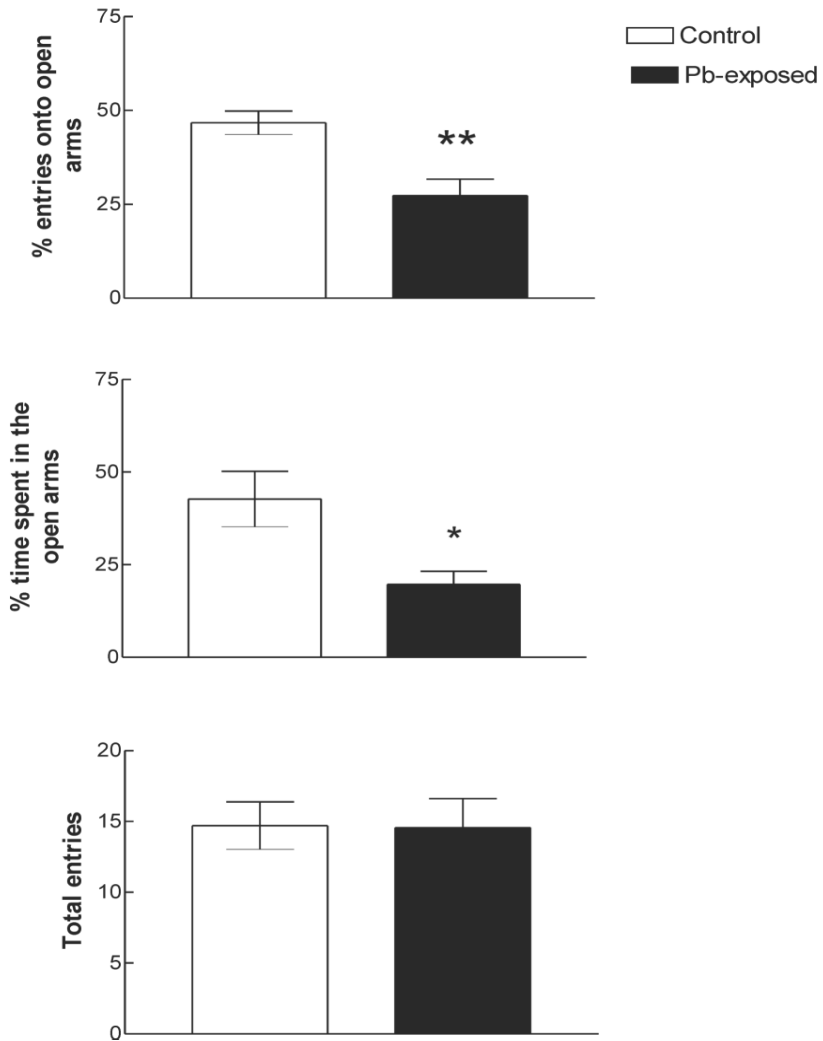 Control
Pb-exposed
% entries onto open
arms
75
50
25
0
**
% time spent in the
open arms
75
50
25
0
*
Total entries
20
15
10
5
0